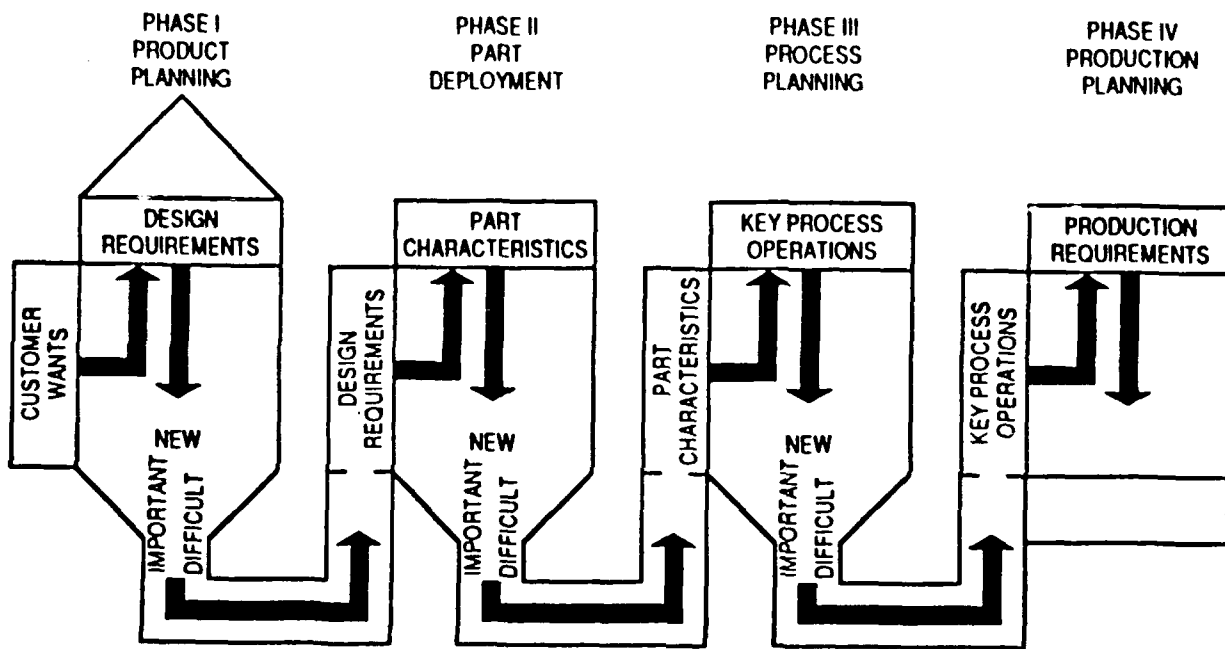 PHASE I
PRODUCT
PLANNING
PHASE II
PART
DEPLOYMENT
PHASE III
PROCESS
PLANNING
PHASE IV
PRODUCTION
PLANNING
DESIGN
REQUIREMENTS
PART
CHARACTERISTICS
KEY PROCESS
OPERATIONS
PRODUCTION
REQUIREMENTS
CUSTOMER
WANTS
DESIGN
REQUIREMENTS
PART
CHARACTERISTICS
KEY PROCESS
OPERATIONS
NEW
IMPORTANT
DIFFICULT
NEW
IMPORTANT
DIFFICULT
NEW
IMPORTANT
DIFFICULT